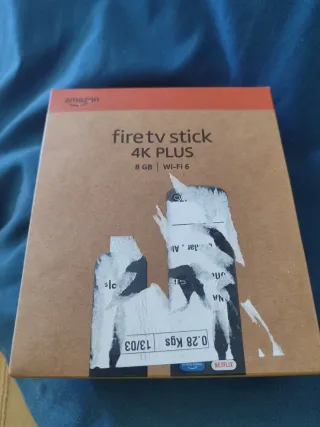 amazon
fire tv stick
4K PLUS
8 GB | Wi-Fi 6
0.28 Kgs
13/03